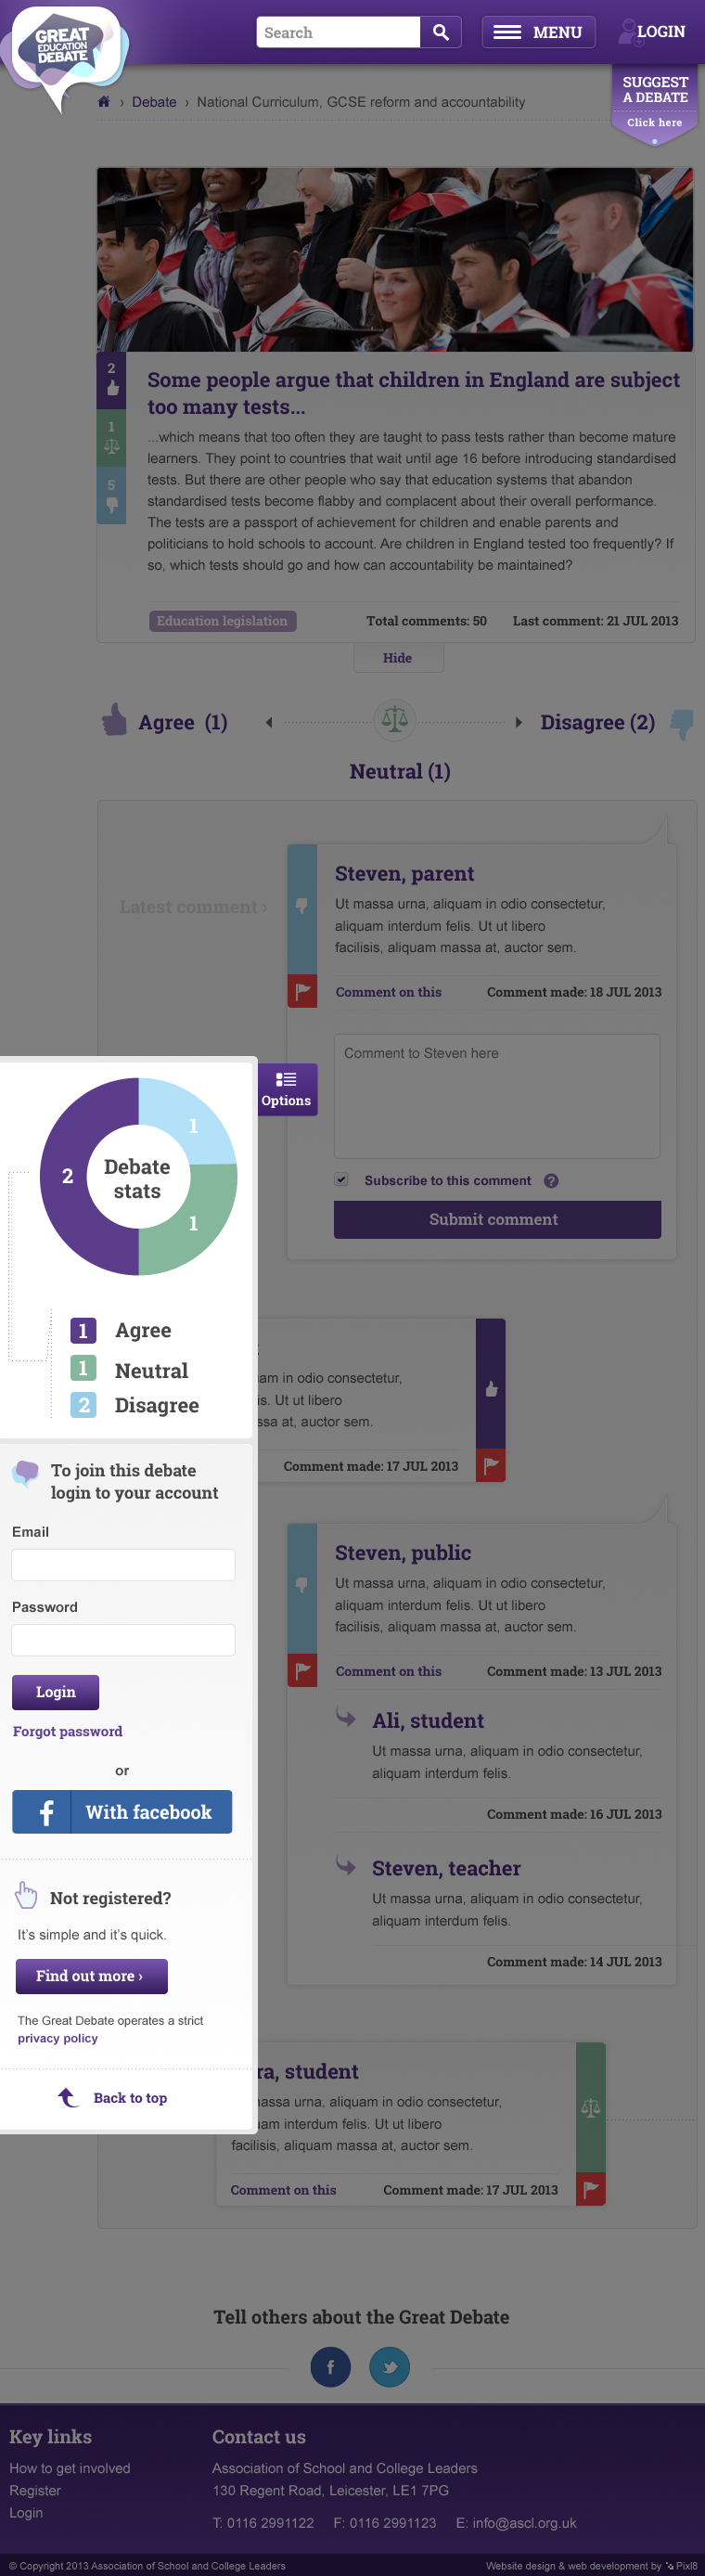 GREAT
EDUCATION
DEBATE
Search
MENU
LOGIN
SUGGEST
A DEBATE
Click here
› Debate › National Curriculum, GCSE reform and accountability
2
1
5
Some people argue that children in England are subject
too many tests...
...which means that too often they are taught to pass tests rather than become mature
learners. They point to countries that wait until age 16 before introducing standardised
tests. But there are other people who say that education systems that abandon
standardised tests become flabby and complacent about their overall performance.
The tests are a passport of achievement for children and enable parents and
politicians to hold schools to account. Are children in England tested too frequently? If
so, which tests should go and how can accountability be maintained?
Education legislation
Total comments: 50
Last comment: 21 JUL 2013
Hide
Agree (1)
Disagree (2)
Neutral (1)
Latest comment ›
Steven, parent
Ut massa urna, aliquam in odio consectetur,
aliquam interdum felis. Ut ut libero
facilisis, aliquam massa at, auctor sem.
Comment on this
Comment made: 18 JUL 2013
Comment to Steven here
Subscribe to this comment
?
Submit comment
Options
Debate
stats
2
1
1
1 Agree
1 Neutral
2 Disagree
am in odio consectetur,
is. Ut ut libero
ssa at, auctor sem.
Comment made: 17 JUL 2013
To join this debate
login to your account
Email
Password
Login
Forgot password
or
f With facebook
Not registered?
It's simple and it's quick.
Find out more ›
The Great Debate operates a strict
privacy policy
Back to top
Steven, public
Ut massa urna, aliquam in odio consectetur,
aliquam interdum felis. Ut ut libero
facilisis, aliquam massa at, auctor sem.
Comment on this
Comment made: 13 JUL 2013
Ali, student
Ut massa urna, aliquam in odio consectetur,
aliquam interdum felis.
Comment made: 16 JUL 2013
Steven, teacher
Ut massa urna, aliquam in odio consectetur,
aliquam interdum felis.
Comment made: 14 JUL 2013
ra, student
assa urna, aliquam in odio consectetur,
am interdum felis. Ut ut libero
facilisis, aliquam massa at, auctor sem.
Comment on this
Comment made: 17 JUL 2013
Tell others about the Great Debate
f
Key links
How to get involved
Register
Login
Contact us
Association of School and College Leaders
130 Regent Road, Leicester, LE1 7PG
T: 0116 2991122 F: 0116 2991123 E: info@ascl.org.uk
© Copyright 2013 Association of School and College Leaders
Website design & web development by Pixl8